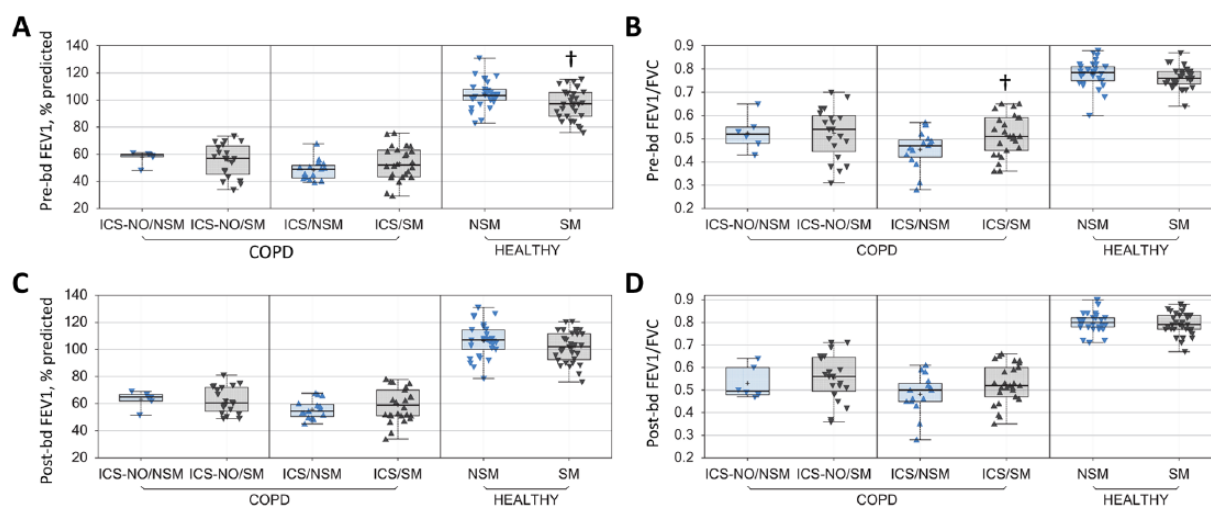 A
Pre-bd FEV1, % predicted
140
120
100
80
60
40
20
†
ICS-NO/NSM ICS-NO/SM ICS/NSM ICS/SM NSM SM
COPD HEALTHY
B
Pre-bd FEV1/FVC
0.9
0.8
0.7
0.6
0.5
0.4
0.3
0.2
†
ICS-NO/NSM ICS-NO/SM ICS/NSM ICS/SM NSM SM
COPD HEALTHY
C
Post-bd FEV1, % predicted
140
120
100
80
60
40
20
ICS-NO/NSM ICS-NO/SM ICS/NSM ICS/SM NSM SM
COPD HEALTHY
D
Post-bd FEV1/FVC
0.9
0.8
0.7
0.6
0.5
0.4
0.3
0.2
ICS-NO/NSM ICS-NO/SM ICS/NSM ICS/SM NSM SM
COPD HEALTHY